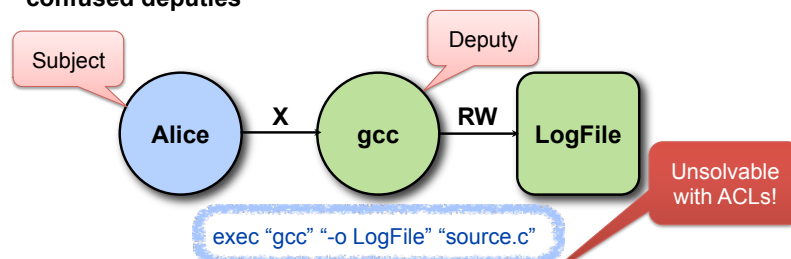 confused deputies
Deputy
Subject
X
RW
Alice
gcc
LogFile
Unsolvable
with ACLs!
exec “gcc” “-o LogFile” “source.c”